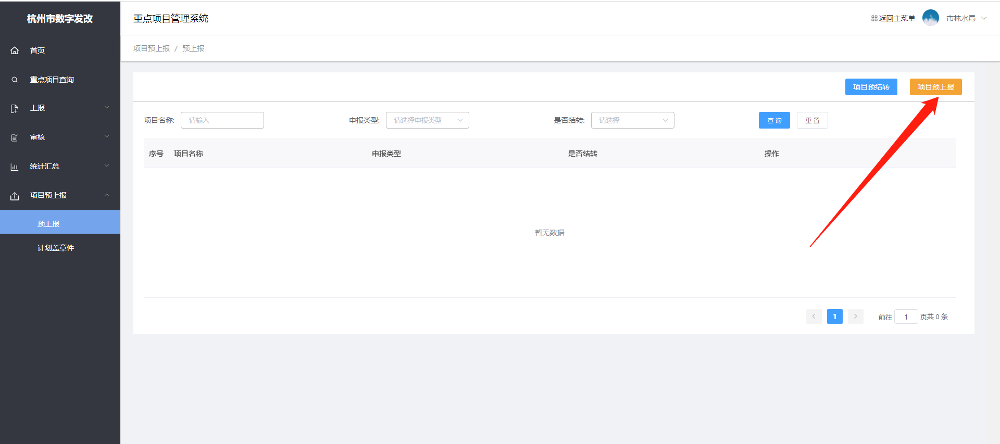 杭州市数字发改
重点项目管理系统
返回主菜单
市林水局
首页
重点项目查询
上报
审核
统计汇总
项目预上报
预上报
计划盖章件
项目预上报 / 预上报
项目预结转
项目预上报
项目名称: 请输入
申报类型: 请选择申报类型
是否结转: 请选择
查询
重置
序号 项目名称 申报类型 是否结转 操作
暂无数据
1
前往 1 页共 0 条